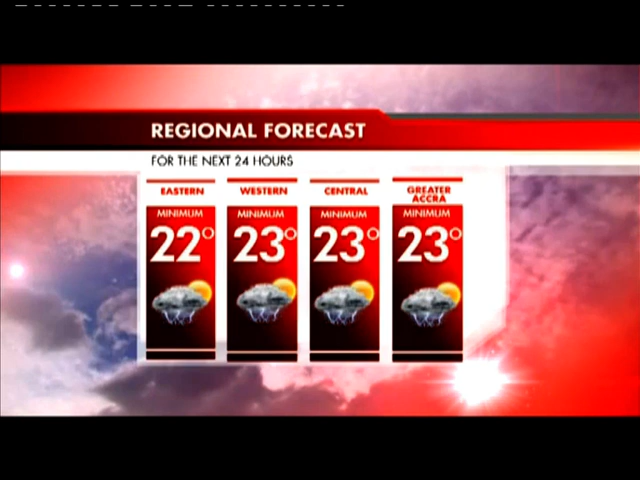 REGIONAL FORECAST
FOR THE NEXT 24 HOURS
EASTERN
MINIMUM
22°
WESTERN
MINIMUM
23°
CENTRAL
MINIMUM
23°
GREATER
ACCRA
MINIMUM
23°